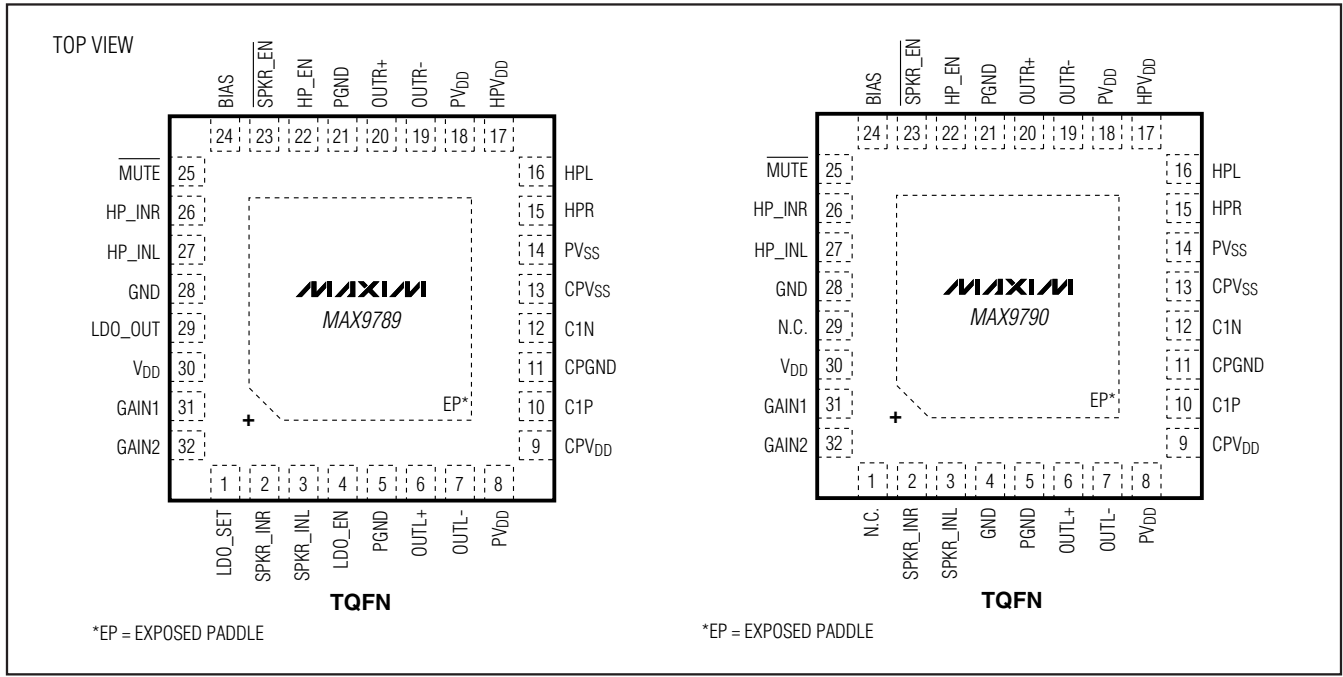 TOP VIEW
BIAS
SPKR_EN
HP_EN
PGND
OUTR+
OUTR-
PVDD
HPVDD
24 23 22 21 20 19 18 17
MUTE 25
HP_INR 26
HP_INL 27
GND 28
LDO_OUT 29
VDD 30
GAIN1 31
GAIN2 32
16 HPL
15 HPR
14 PVSS
13 CPVSS
12 C1N
11 CPGND
10 C1P
9 CPVDD
MAXIM
MAX9789
EP*
+
1 2 3 4 5 6 7 8
LDO_SET
SPKR_INR
SPKR_INL
LDO_EN
PGND
OUTL+
OUTL-
PVDD
TQFN
*EP = EXPOSED PADDLE
BIAS
SPKR_EN
HP_EN
PGND
OUTR+
OUTR-
PVDD
HPVDD
24 23 22 21 20 19 18 17
MUTE 25
HP_INR 26
HP_INL 27
GND 28
N.C. 29
VDD 30
GAIN1 31
GAIN2 32
16 HPL
15 HPR
14 PVSS
13 CPVSS
12 C1N
11 CPGND
10 C1P
9 CPVDD
MAXIM
MAX9790
EP*
+
1 2 3 4 5 6 7 8
N.C.
SPKR_INR
SPKR_INL
GND
PGND
OUTL+
OUTL-
PVDD
TQFN
*EP = EXPOSED PADDLE